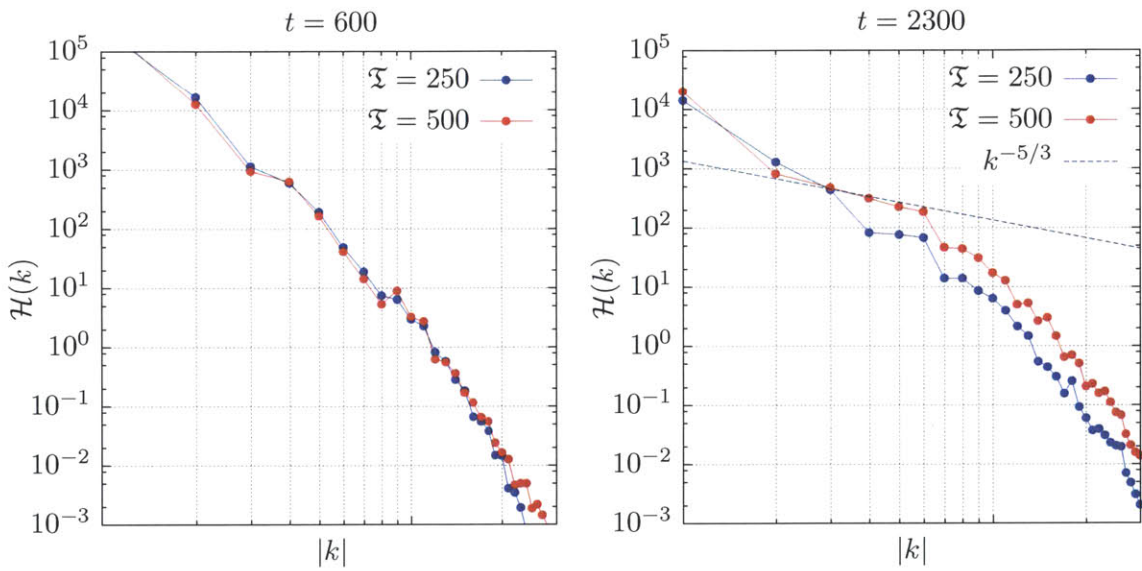 t = 600
10^5
10^4
10^3
10^2
10^1
10^0
10^{-1}
10^{-2}
10^{-3}
ℋ(k)
|k|
𝔗 = 250
𝔗 = 500
t = 2300
10^5
10^4
10^3
10^2
10^1
10^0
10^{-1}
10^{-2}
10^{-3}
ℋ(k)
|k|
𝔗 = 250
𝔗 = 500
k^{-5/3}